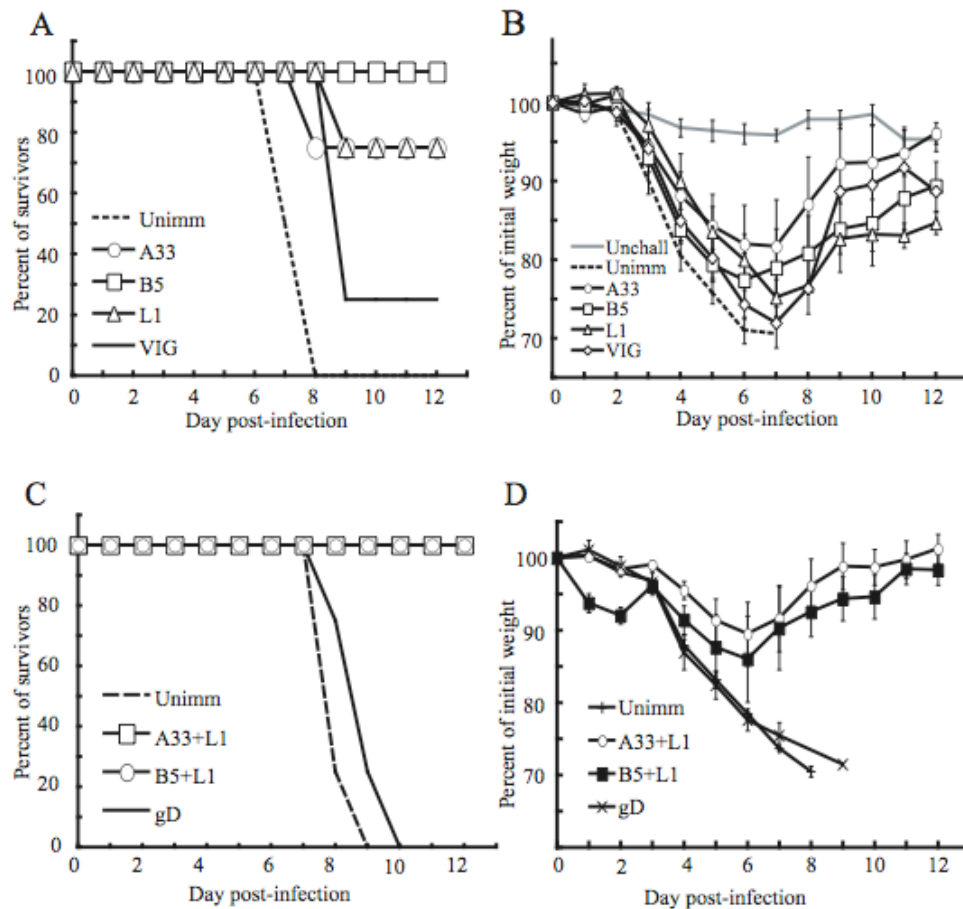 A
Percent of survivors
100
80
60
40
20
0
Unimm
A33
B5
L1
VIG
0 2 4 6 8 10 12
Day post-infection
B
Percent of initial weight
100
90
80
70
Unchall
Unimm
A33
B5
L1
VIG
0 2 4 6 8 10 12
Day post-infection
C
Percent of survivors
100
80
60
40
20
0
Unimm
A33+L1
B5+L1
gD
0 2 4 6 8 10 12
Day post-infection
D
Percent of initial weight
100
90
80
70
Unimm
A33+L1
B5+L1
gD
0 2 4 6 8 10 12
Day post-infection